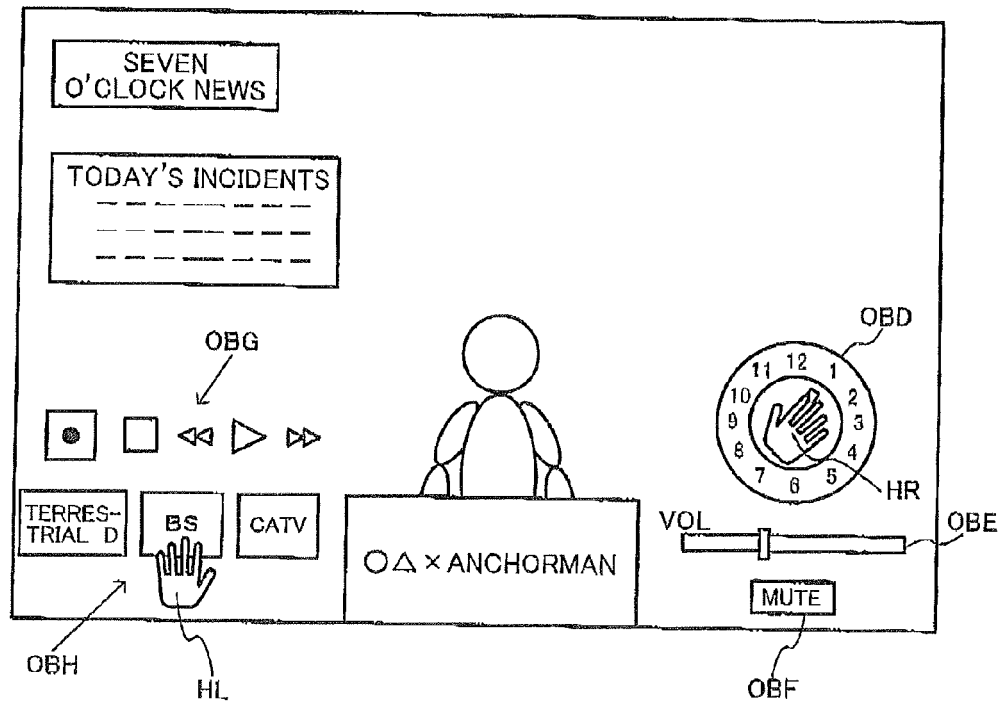 SEVEN
O'CLOCK NEWS
TODAY'S INCIDENTS
OBG
OBD
12
11 1
10 2
9 3
8 4
7 5
6
HR
TERRES-
TRIAL D
BS
CATV
VOL
OBE
○△×ANCHORMAN
MUTE
OBH
HL
OBF